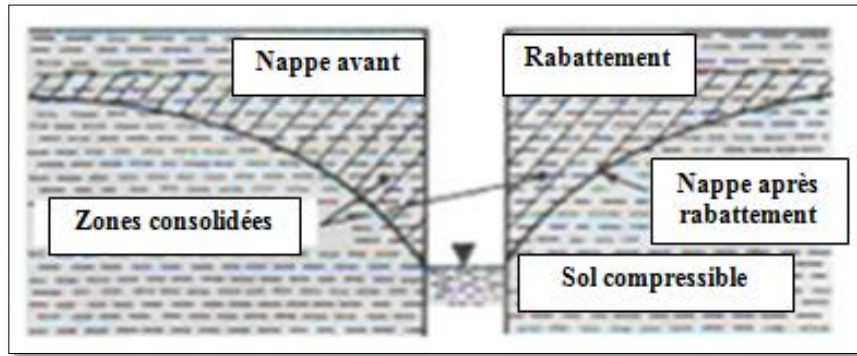 Nappe avant
Rabattement
Zones consolidées
Nappe après
rabattement
Sol compressible